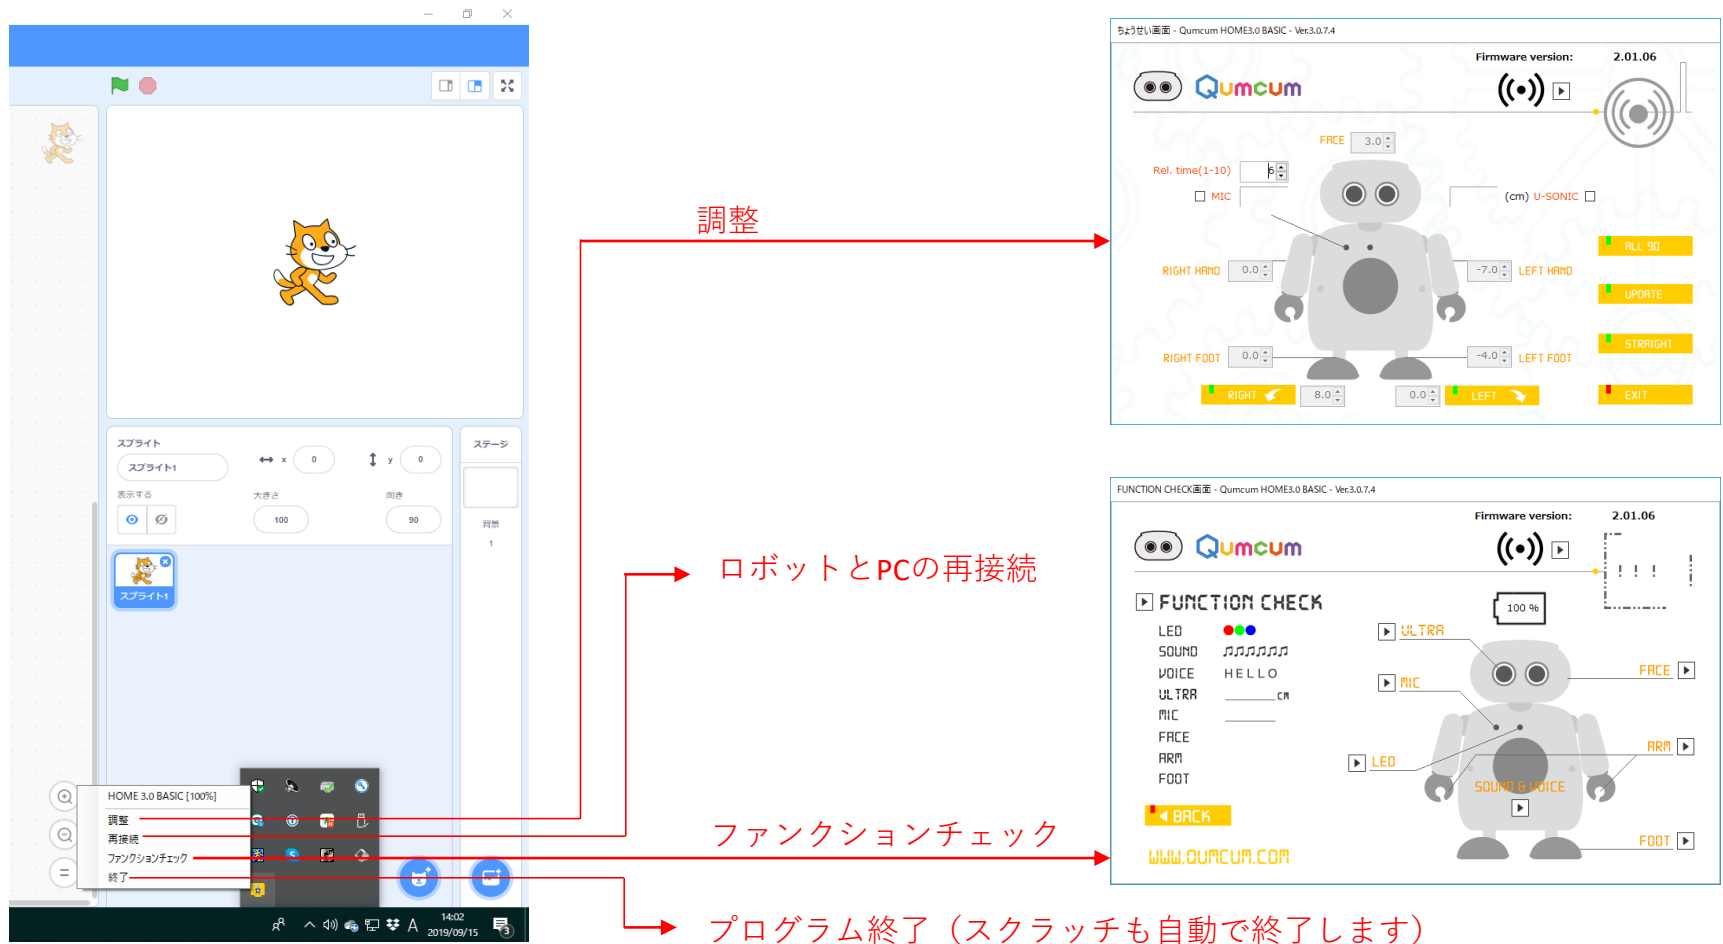 スプライト
スプライト1
x 0
y 0
表示する
大きさ
100
向き
90
スプライト1
ステージ
背景
1
HOME 3.0 BASIC [100%]
調整
再接続
ファンクションチェック
終了
A
14:02
2019/09/15
3
調整
ロボットとPCの再接続
ファンクションチェック
プログラム終了（スクラッチも自動で終了します）
ちょうせい画面 - Qumcum HOME3.0 BASIC - Ver.3.0.7.4
Firmware version: 2.01.06
Qumcum
FACE 3.0
Rel. time(1-10) 6
MIC
(cm) U-SONIC
ALL 90
RIGHT HAND 0.0
-7.0 LEFT HAND
UPDATE
STRAIGHT
RIGHT FOOT 0.0
-4.0 LEFT FOOT
RIGHT 8.0
0.0 LEFT
EXIT
FUNCTION CHECK画面 - Qumcum HOME3.0 BASIC - Ver.3.0.7.4
Firmware version: 2.01.06
Qumcum
! ! !
FUNCTION CHECK
100 %
LED
SOUND ♫♫♫♫♫♫
VOICE HELLO
ULTRA CM
MIC
FACE
ARM
FOOT
ULTRA
MIC
LED
FACE
ARM
SOUND & VOICE
FOOT
BACK
WWW.QUMCUM.COM